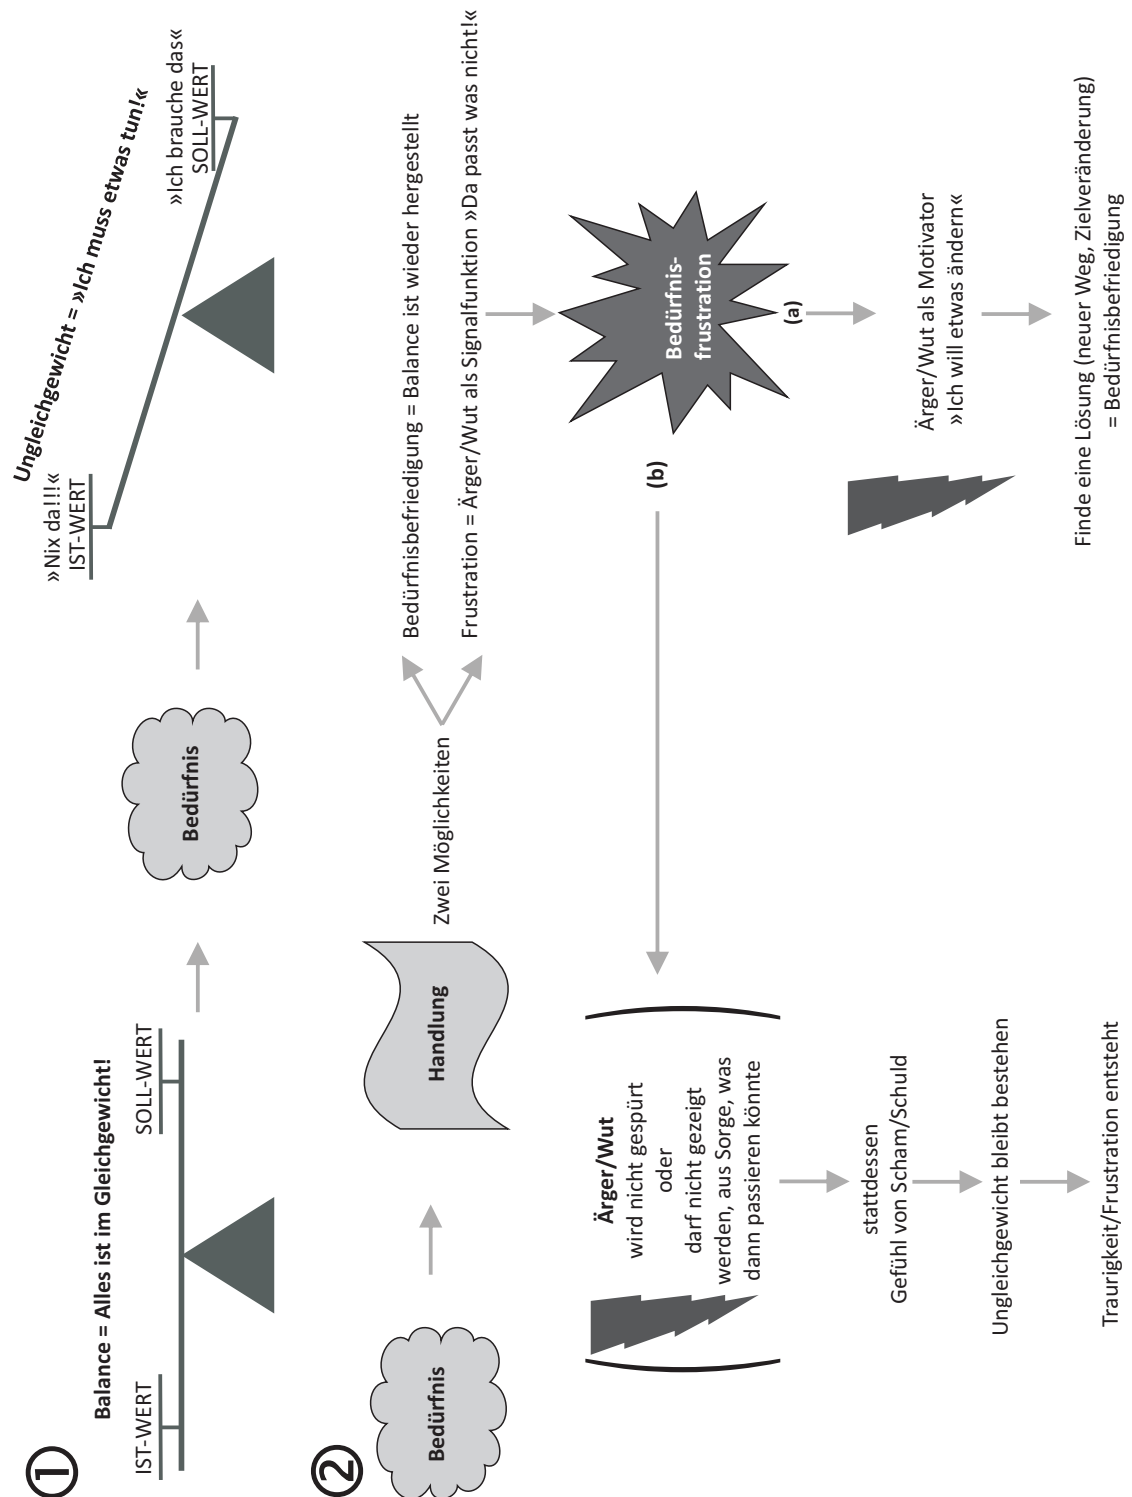 ①
Balance = Alles ist im Gleichgewicht!
IST-WERT
SOLL-WERT
Bedürfnis
Ungleichgewicht = »Ich muss etwas tun!«
»Nix da!!!«
IST-WERT
»Ich brauche das«
SOLL-WERT
②
Bedürfnis
Handlung
Zwei Möglichkeiten
Bedürfnisbefriedigung = Balance ist wieder hergestellt
Frustration = Ärger/Wut als Signalfunktion »Da passt was nicht!«
Bedürfnis-
frustration
(a)
Ärger/Wut als Motivator
»Ich will etwas ändern«
Finde eine Lösung (neuer Weg, Zielveränderung)
= Bedürfnisbefriedigung
(b)
Ärger/Wut
wird nicht gespürt
oder
darf nicht gezeigt
werden, aus Sorge, was
dann passieren könnte
stattdessen
Gefühl von Scham/Schuld
Ungleichgewicht bleibt bestehen
Traurigkeit/Frustration entsteht